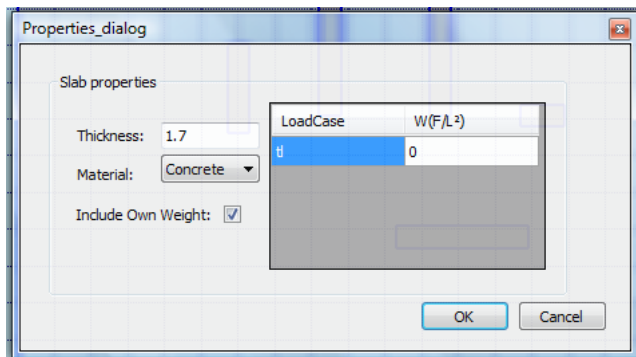 Properties_dialog
Slab properties
Thickness: 1.7
Material: Concrete
Include Own Weight:
LoadCase W(F/L²)
tl 0
OK Cancel